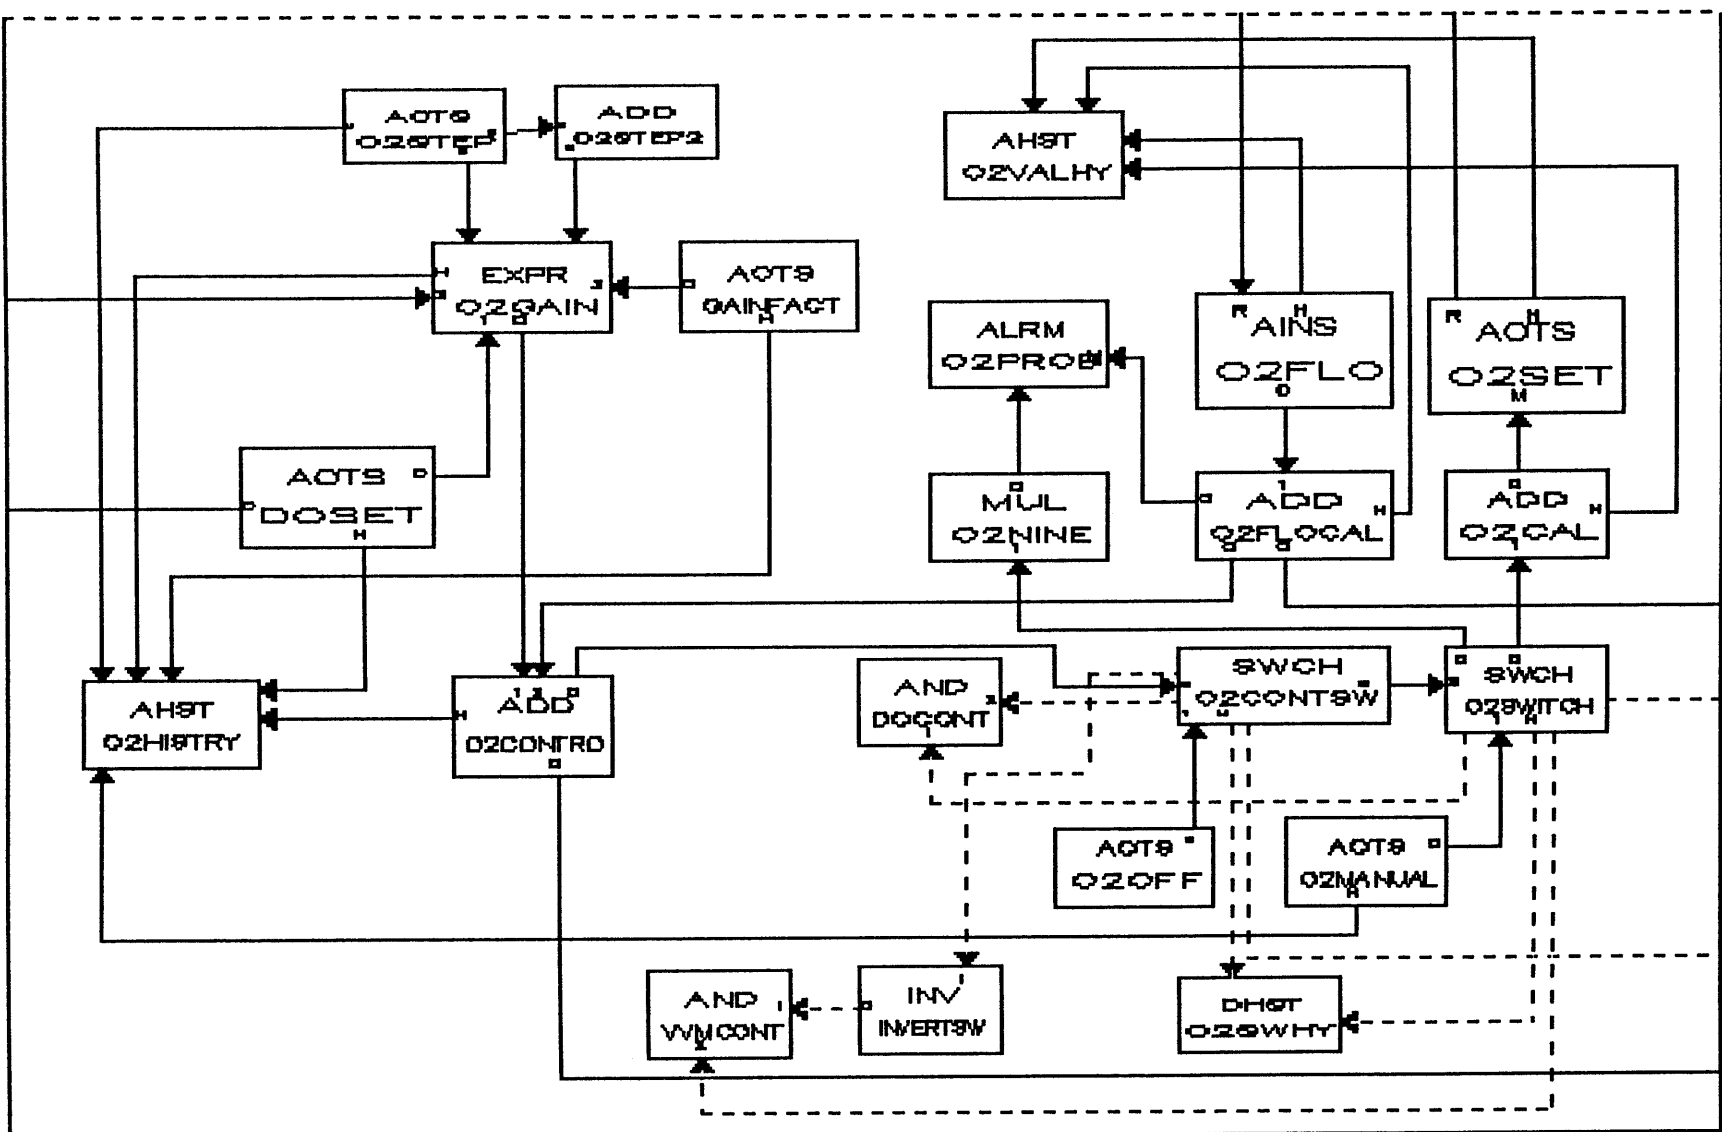 AOTS
O2STEP
ADD
O2STEP2
AHST
O2VALHY
EXPR
O2GAIN
AOTS
GAINFACT
ALRM
O2PROB
R
H
AINS
O2FLO
O
R
H
AOTS
O2SET
M
AOTS
DOSET
H
MUL
O2NINE
ADD
O2FLOCAL
H
ADD
O2CAL
H
AHST
O2HISTRY
ADD
O2CONTRO
H
AND
DOCONT
SWCH
O2CONTSW
SWCH
O2SWITCH
AOTS
O2OFF
AOTS
O2MANUAL
AND
VVMCONT
INV
INVERTSW
DHST
O2SWHY